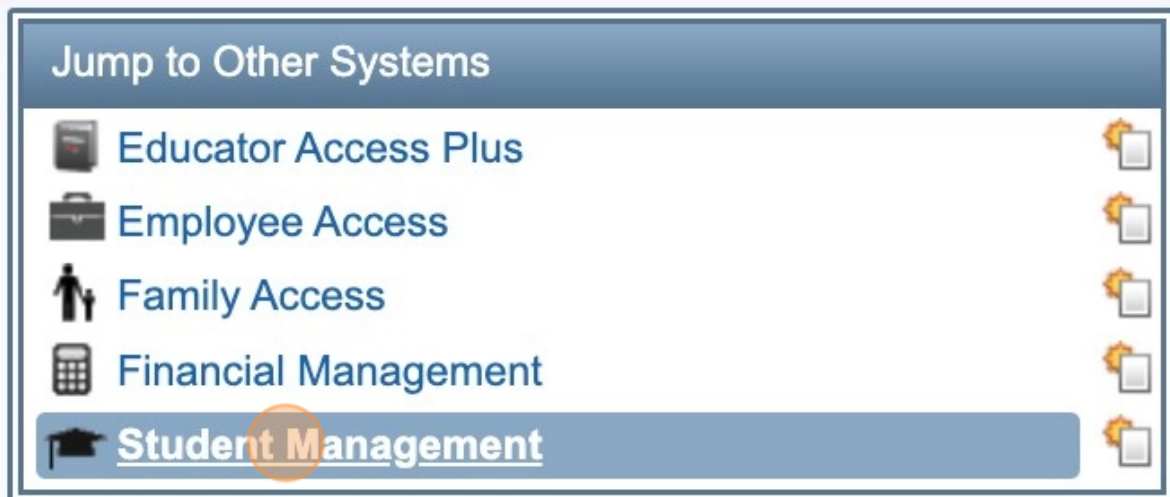 Jump to Other Systems
Educator Access Plus
Employee Access
Family Access
Financial Management
Student Management